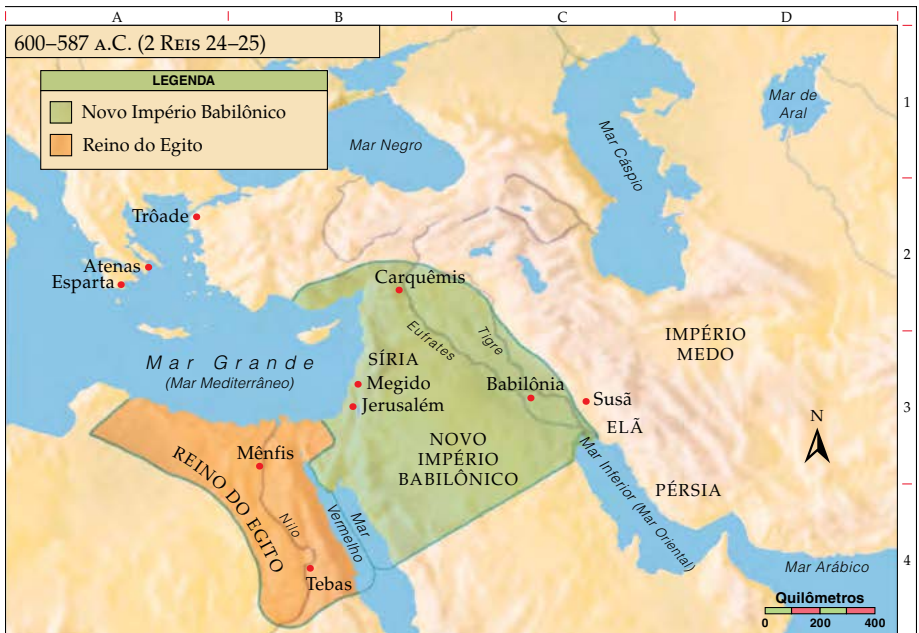 A B C D
600–587 A.C. (2 REIS 24–25)
LEGENDA
Novo Império Babilônico
Reino do Egito
1
Mar de
Aral
Mar Negro
Mar Cáspio
Trôade
2
Atenas
Esparta
Carquêmis
Eufrates
Tigre
IMPÉRIO
MEDO
Mar Grande
(Mar Mediterrâneo)
SÍRIA
Megido
Jerusalém
Babilônia
Susã
ELÃ
3
N
Mênfis
REINO DO EGITO
NOVO
IMPÉRIO
BABILÔNICO
Mar Inferior (Mar Oriental)
PÉRSIA
Nilo
Mar
Vermelho
Tebas
4
Mar Arábico
Quilômetros
0 200 400